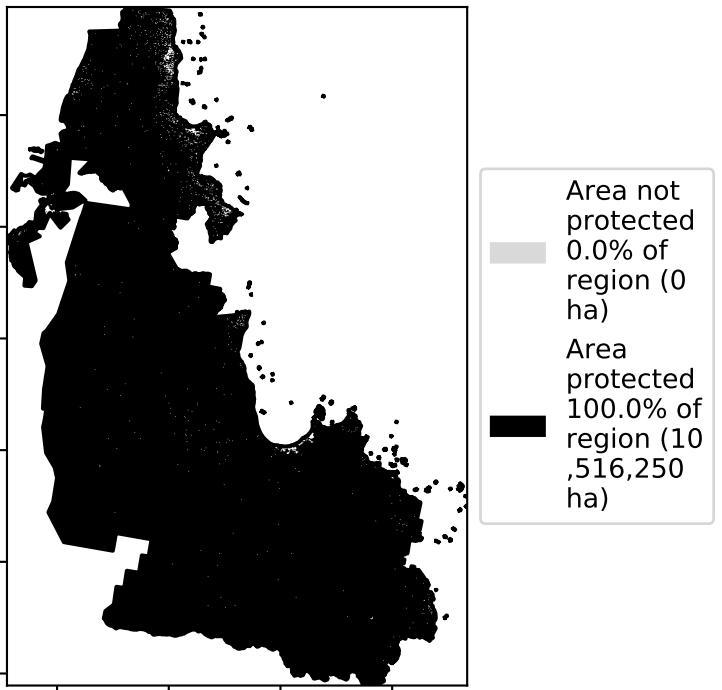 Area not
protected
0.0% of
region (0
ha)
Area
protected
100.0% of
region (10
,516,250
ha)